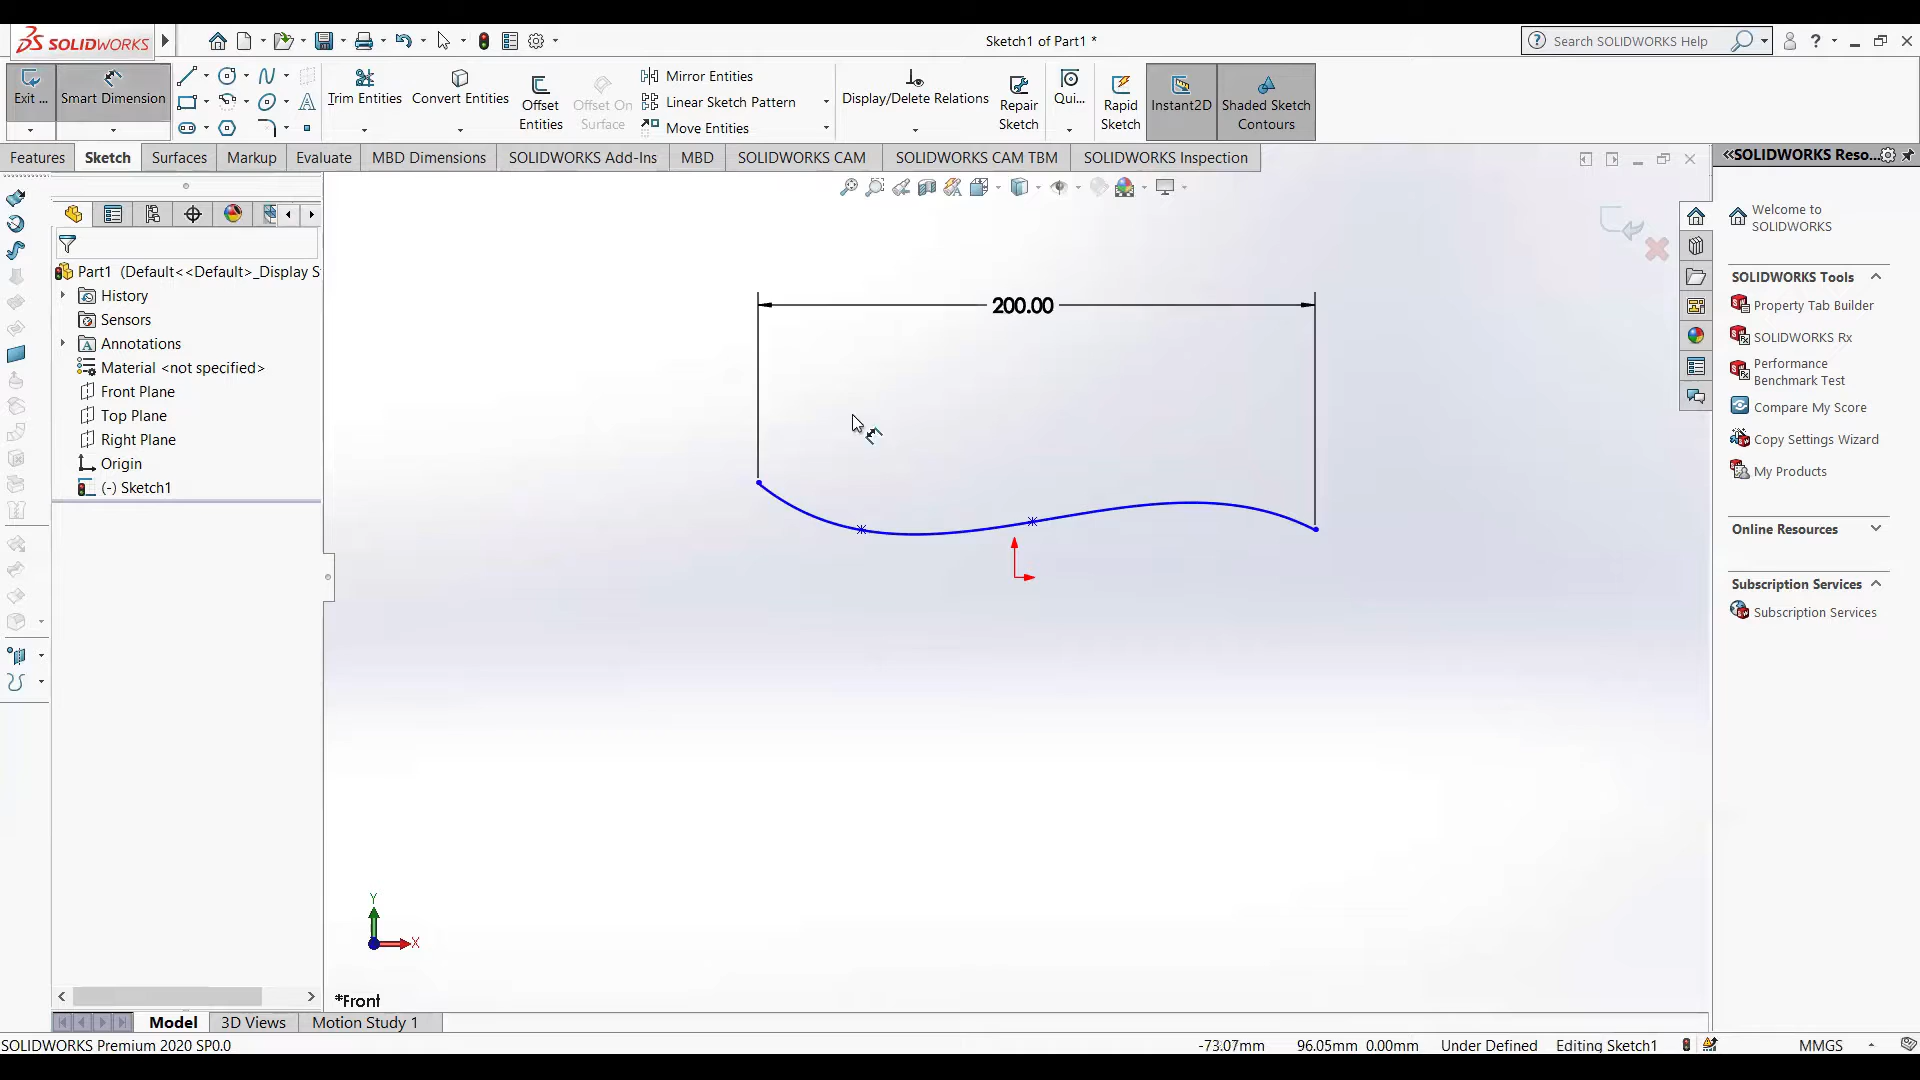 SOLIDWORKS
Sketch1 of Part1 *
Search SOLIDWORKS Help
Exit ...
Smart Dimension
Trim Entities
Convert Entities
Offset Entities
Offset On Surface
Mirror Entities
Linear Sketch Pattern
Move Entities
Display/Delete Relations
Repair Sketch
Qui...
Rapid Sketch
Instant2D
Shaded Sketch Contours
Features
Sketch
Surfaces
Markup
Evaluate
MBD Dimensions
SOLIDWORKS Add-Ins
MBD
SOLIDWORKS CAM
SOLIDWORKS CAM TBM
SOLIDWORKS Inspection
Part1 (Default<<Default>_Display S
History
Sensors
Annotations
Material <not specified>
Front Plane
Top Plane
Right Plane
Origin
(-) Sketch1
200.00
Y
X
*Front
SOLIDWORKS Reso...
Welcome to
SOLIDWORKS
SOLIDWORKS Tools
Property Tab Builder
SOLIDWORKS Rx
Performance
Benchmark Test
Compare My Score
Copy Settings Wizard
My Products
Online Resources
Subscription Services
Subscription Services
Model
3D Views
Motion Study 1
SOLIDWORKS Premium 2020 SP0.0
-73.07mm
96.05mm 0.00mm
Under Defined
Editing Sketch1
MMGS